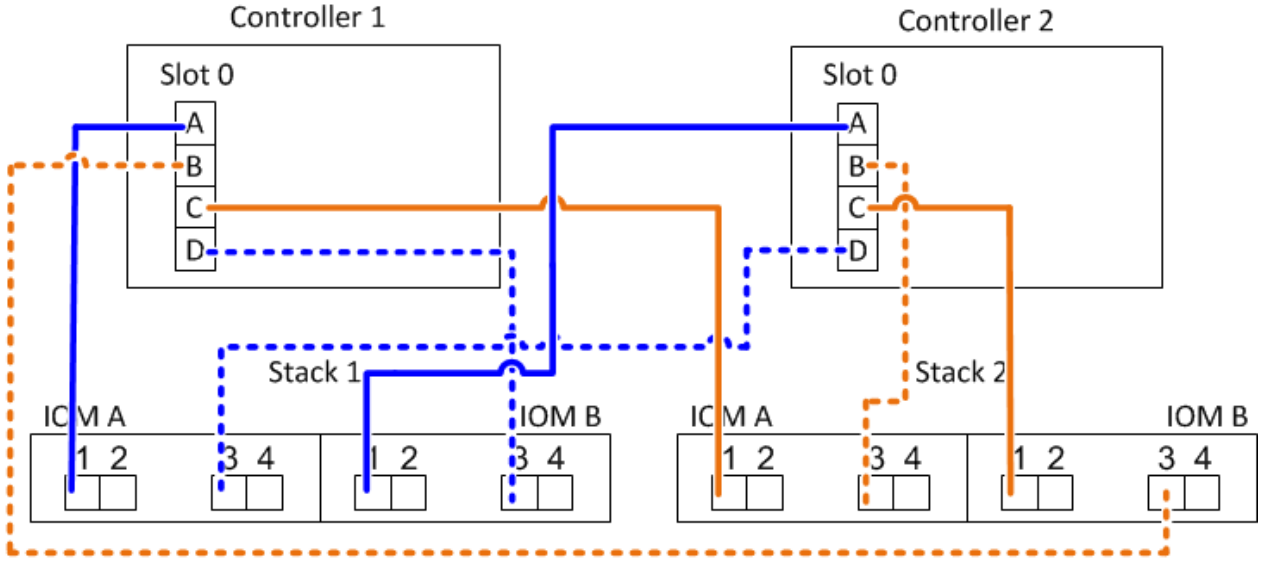 Controller 1
Controller 2
Slot 0
Slot 0
A
A
B
B
C
C
D
D
Stack 1
Stack 2
IOM A
IOM B
IOM A
IOM B
1 2
3 4
1 2
3 4
1 2
3 4
1 2
3 4